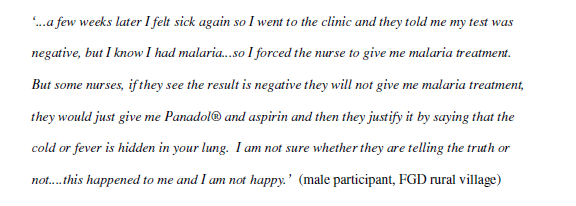 ‘...a few weeks later I felt sick again so I went to the clinic and they told me my test was
negative, but I know I had malaria...so I forced the nurse to give me malaria treatment.
But some nurses, if they see the result is negative they will not give me malaria treatment,
they would just give me Panadol® and aspirin and then they justify it by saying that the
cold or fever is hidden in your lung.  I am not sure whether they are telling the truth or
not....this happened to me and I am not happy.’  (male participant, FGD rural village)